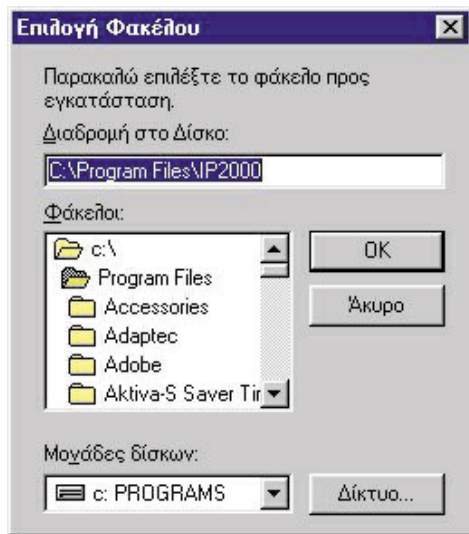 Επιλογή Φακέλου
Παρακαλώ επιλέξτε το φάκελο προς
εγκατάσταση.
Διαδρομή στο Δίσκο:
C:\Program Files\IP2000
Φάκελοι:
c:\
Program Files
Accessories
Adaptec
Adobe
Aktiva-S Saver Tir
OK
Άκυρο
Μονάδες δίσκων:
c: PROGRAMS
Δίκτυο...